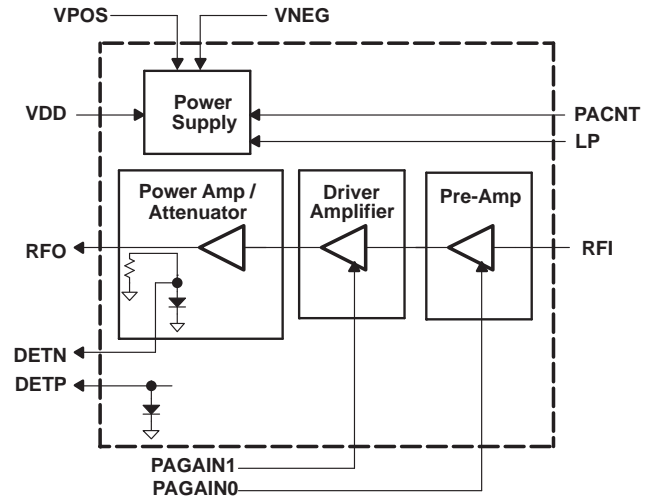 VPOS
VNEG
VDD
Power
Supply
PACNT
LP
Power Amp /
Attenuator
Driver
Amplifier
Pre-Amp
RFO
RFI
DETN
DETP
PAGAIN1
PAGAIN0